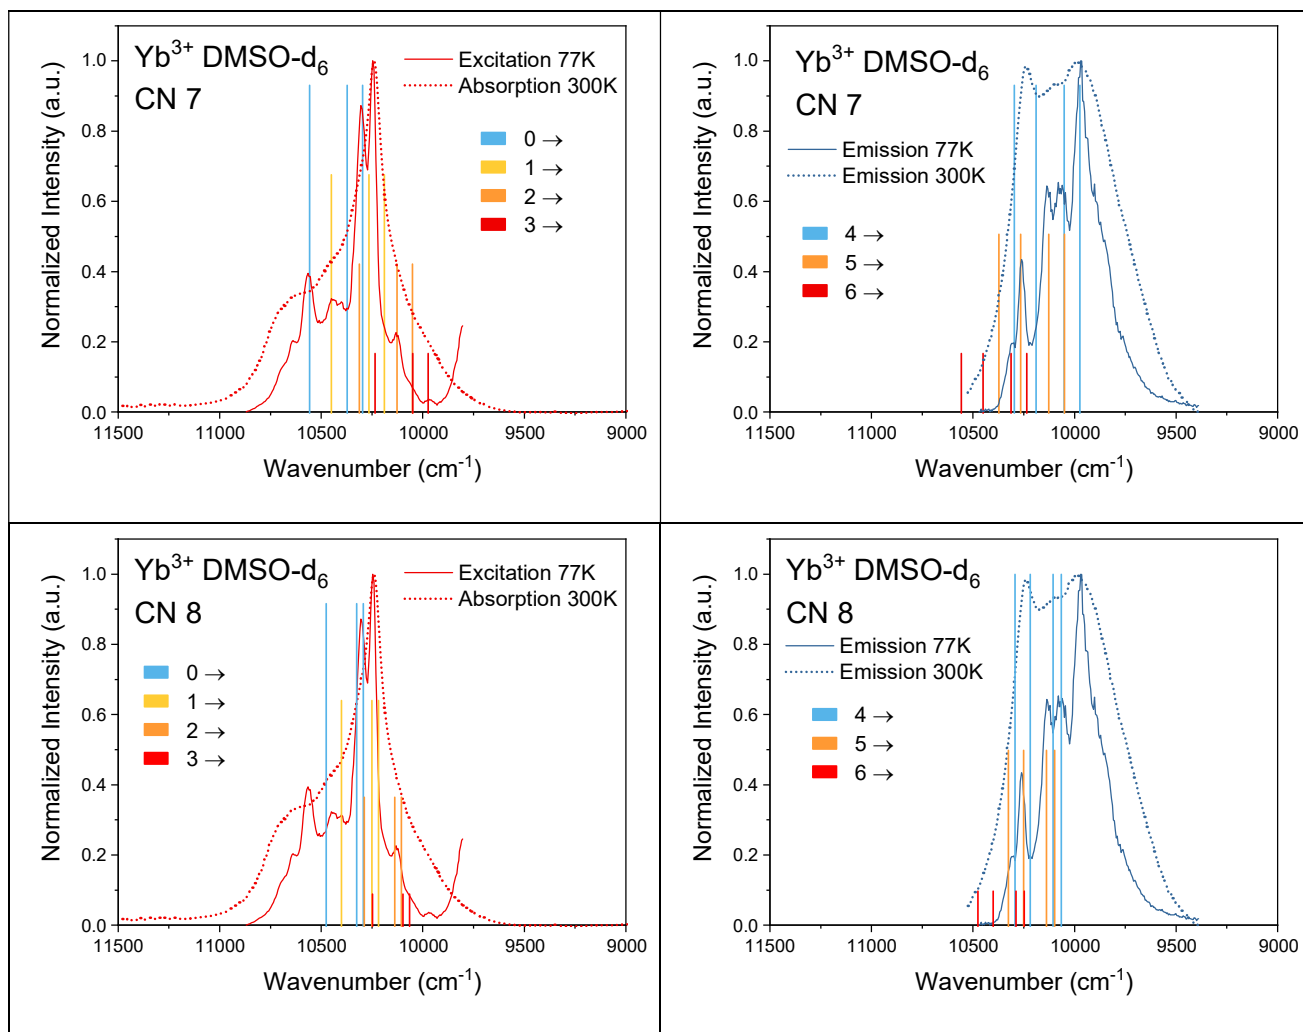 Yb³⁺ DMSO-d₆
CN 7
Excitation 77K
Absorption 300K
0 →
1 →
2 →
3 →
1.0
0.8
0.6
0.4
0.2
0.0
Normalized Intensity (a.u.)
11500 11000 10500 10000 9500 9000
Wavenumber (cm⁻¹)
Yb³⁺ DMSO-d₆
CN 7
Emission 77K
Emission 300K
4 →
5 →
6 →
1.0
0.8
0.6
0.4
0.2
0.0
Normalized Intensity (a.u.)
11500 11000 10500 10000 9500 9000
Wavenumber (cm⁻¹)
Yb³⁺ DMSO-d₆
CN 8
Excitation 77K
Absorption 300K
0 →
1 →
2 →
3 →
1.0
0.8
0.6
0.4
0.2
0.0
Normalized Intensity (a.u.)
11500 11000 10500 10000 9500 9000
Wavenumber (cm⁻¹)
Yb³⁺ DMSO-d₆
CN 8
Emission 77K
Emission 300K
4 →
5 →
6 →
1.0
0.8
0.6
0.4
0.2
0.0
Normalized Intensity (a.u.)
11500 11000 10500 10000 9500 9000
Wavenumber (cm⁻¹)